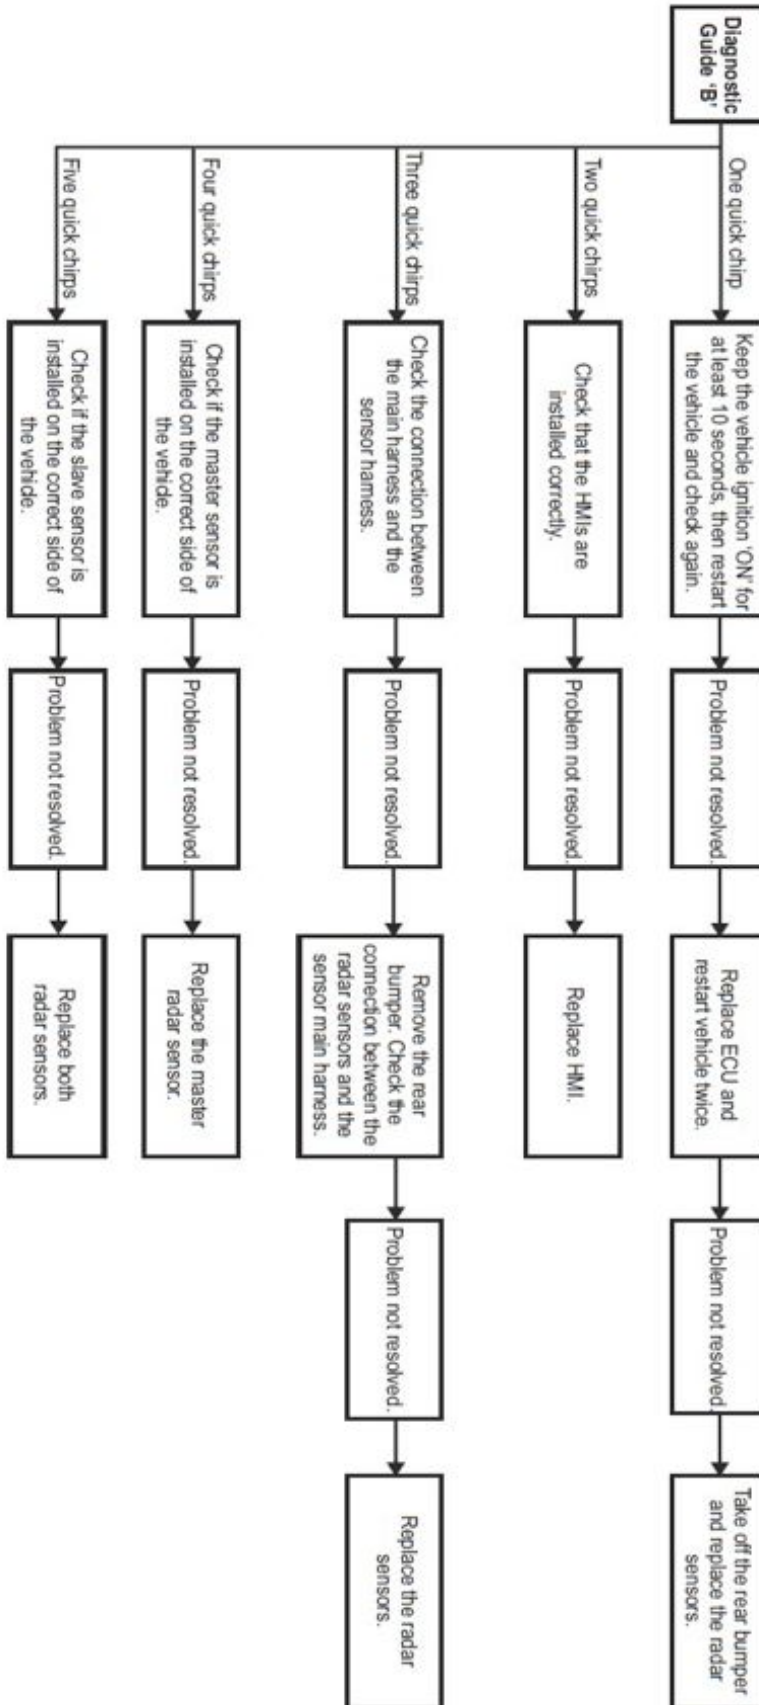 Diagnostic
Guide ‘B’
One quick chirp
Keep the vehicle ignition ‘ON’ for
at least 10 seconds, then restart
the vehicle and check again.
Problem not resolved.
Replace ECU and
restart vehicle twice.
Problem not resolved.
Take off the rear bumper
and replace the radar
sensors.
Two quick chirps
Check that the HMIs are
installed correctly.
Problem not resolved.
Replace HMI.
Three quick chirps
Check the connection between
the main harness and the
sensor harness.
Problem not resolved.
Remove the rear
bumper. Check the
connection between the
radar sensors and the
sensor main harness.
Problem not resolved.
Replace the radar
sensors.
Four quick chirps
Check if the master sensor is
installed on the correct side of
the vehicle.
Problem not resolved.
Replace the master
radar sensor.
Five quick chirps
Check if the slave sensor is
installed on the correct side of
the vehicle.
Problem not resolved.
Replace both
radar sensors.